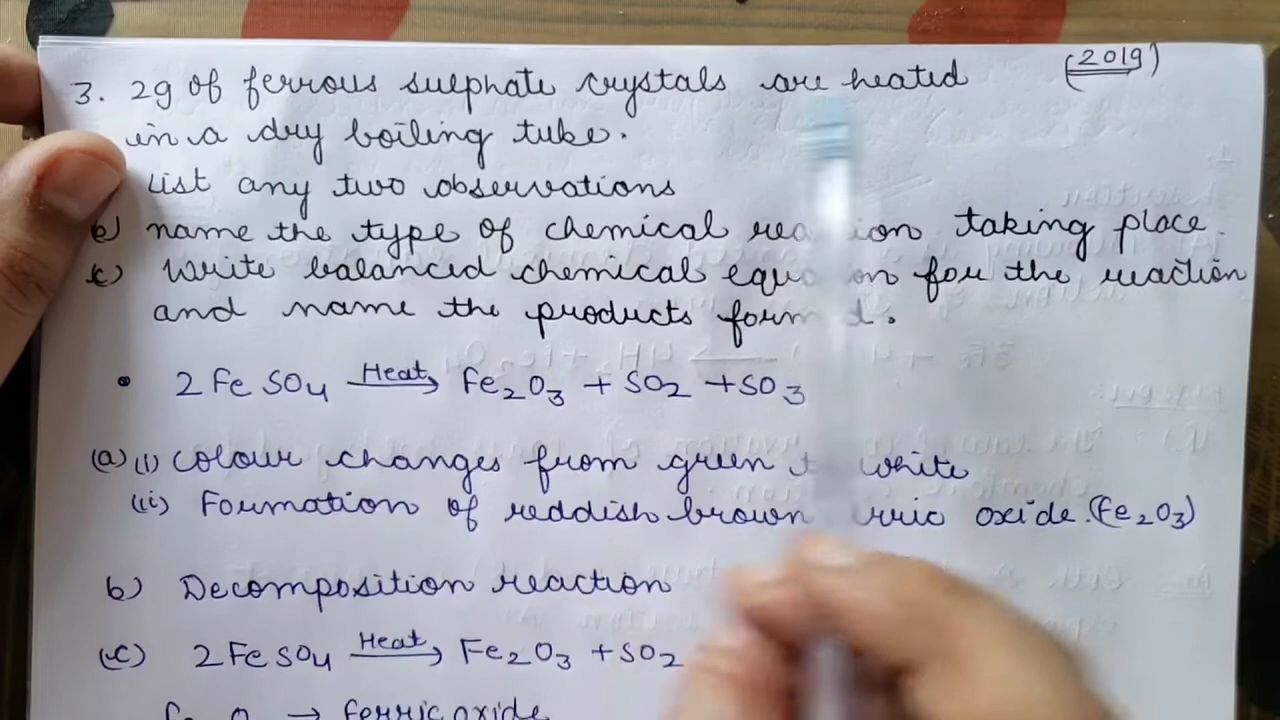 3. 2g of ferrous sulphate crystals are heated (2019)
in a dry boiling tube.
List any two observations
b) name the type of chemical taking place.
c) Write balanced chemical for the reaction
and name the products
• 2FeSO4 Heat→ Fe2O3 + SO2 + SO3
(a) (i) Colour changes from green white
(ii) Formation of reddish brown oxide. (Fe2O3)
b) Decomposition reaction
(c) 2FeSO4 Heat→ Fe2O3 + SO2
→ ferric oxide